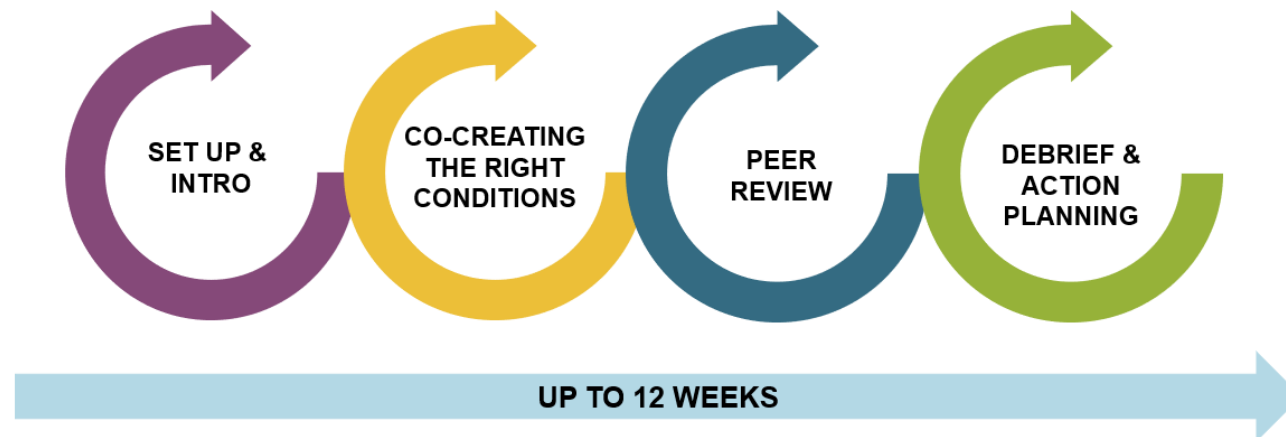 SET UP &
INTRO
CO-CREATING
THE RIGHT
CONDITIONS
PEER
REVIEW
DEBRIEF &
ACTION
PLANNING
UP TO 12 WEEKS